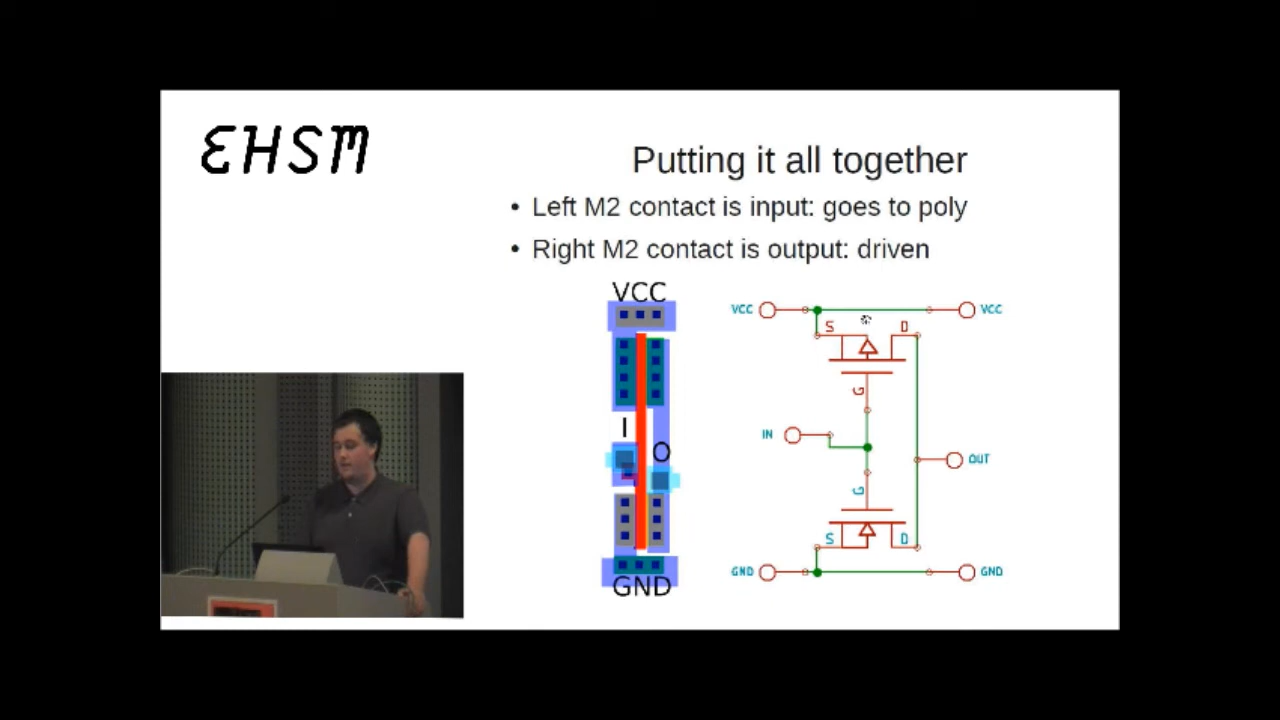 EHSM
Putting it all together
• Left M2 contact is input: goes to poly
• Right M2 contact is output: driven
VCC
I
O
GND
VCC
VCC
S
D
G
IN
OUT
G
S
D
GND
GND